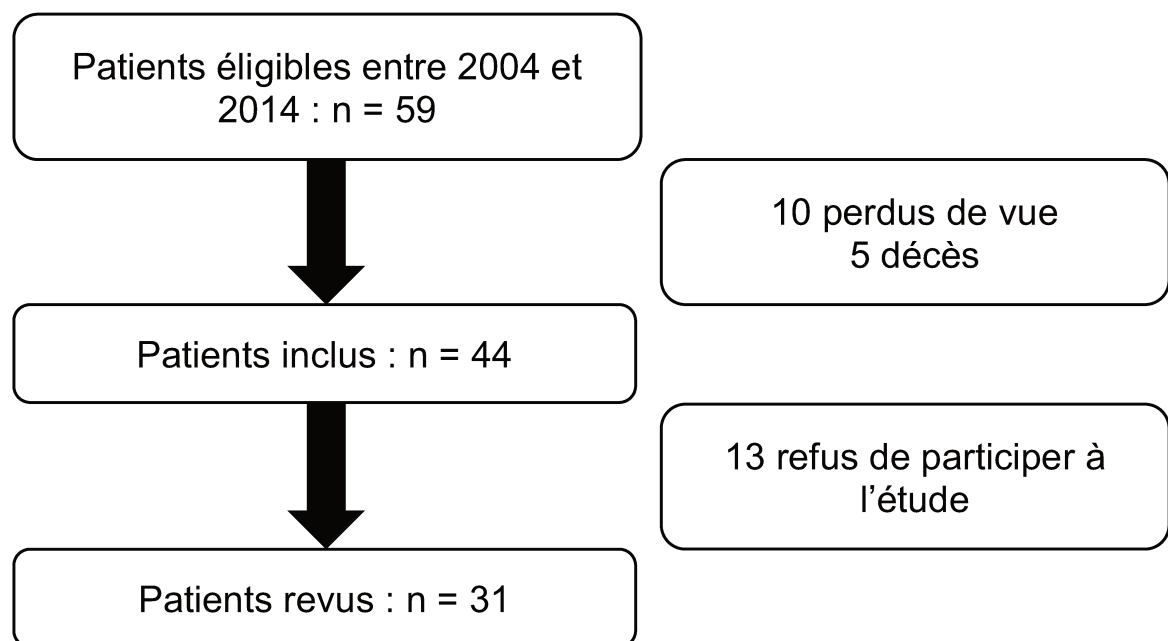 Patients éligibles entre 2004 et
2014 : n = 59
10 perdus de vue
5 décès
Patients inclus : n = 44
13 refus de participer à
l’étude
Patients revus : n = 31